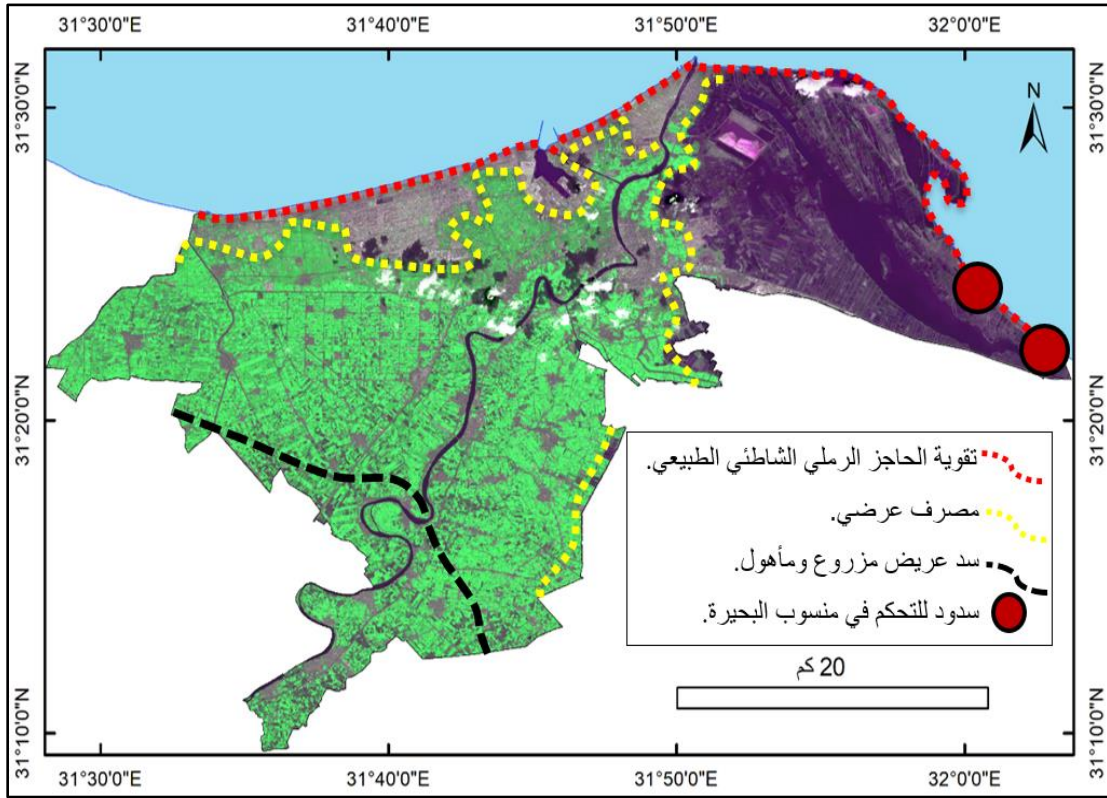 31°30'0"E 31°40'0"E 31°50'0"E 32°0'0"E
31°30'0"N 31°30'0"N
N
31°20'0"N 31°20'0"N
تقوية الحاجز الرملي الشاطئي الطبيعي.
مصرف عرضي.
سد عريض مزروع ومأهول.
سدود للتحكم في منسوب البحيرة.
20 كم
31°10'0"N 31°10'0"N
31°30'0"E 31°40'0"E 31°50'0"E 32°0'0"E